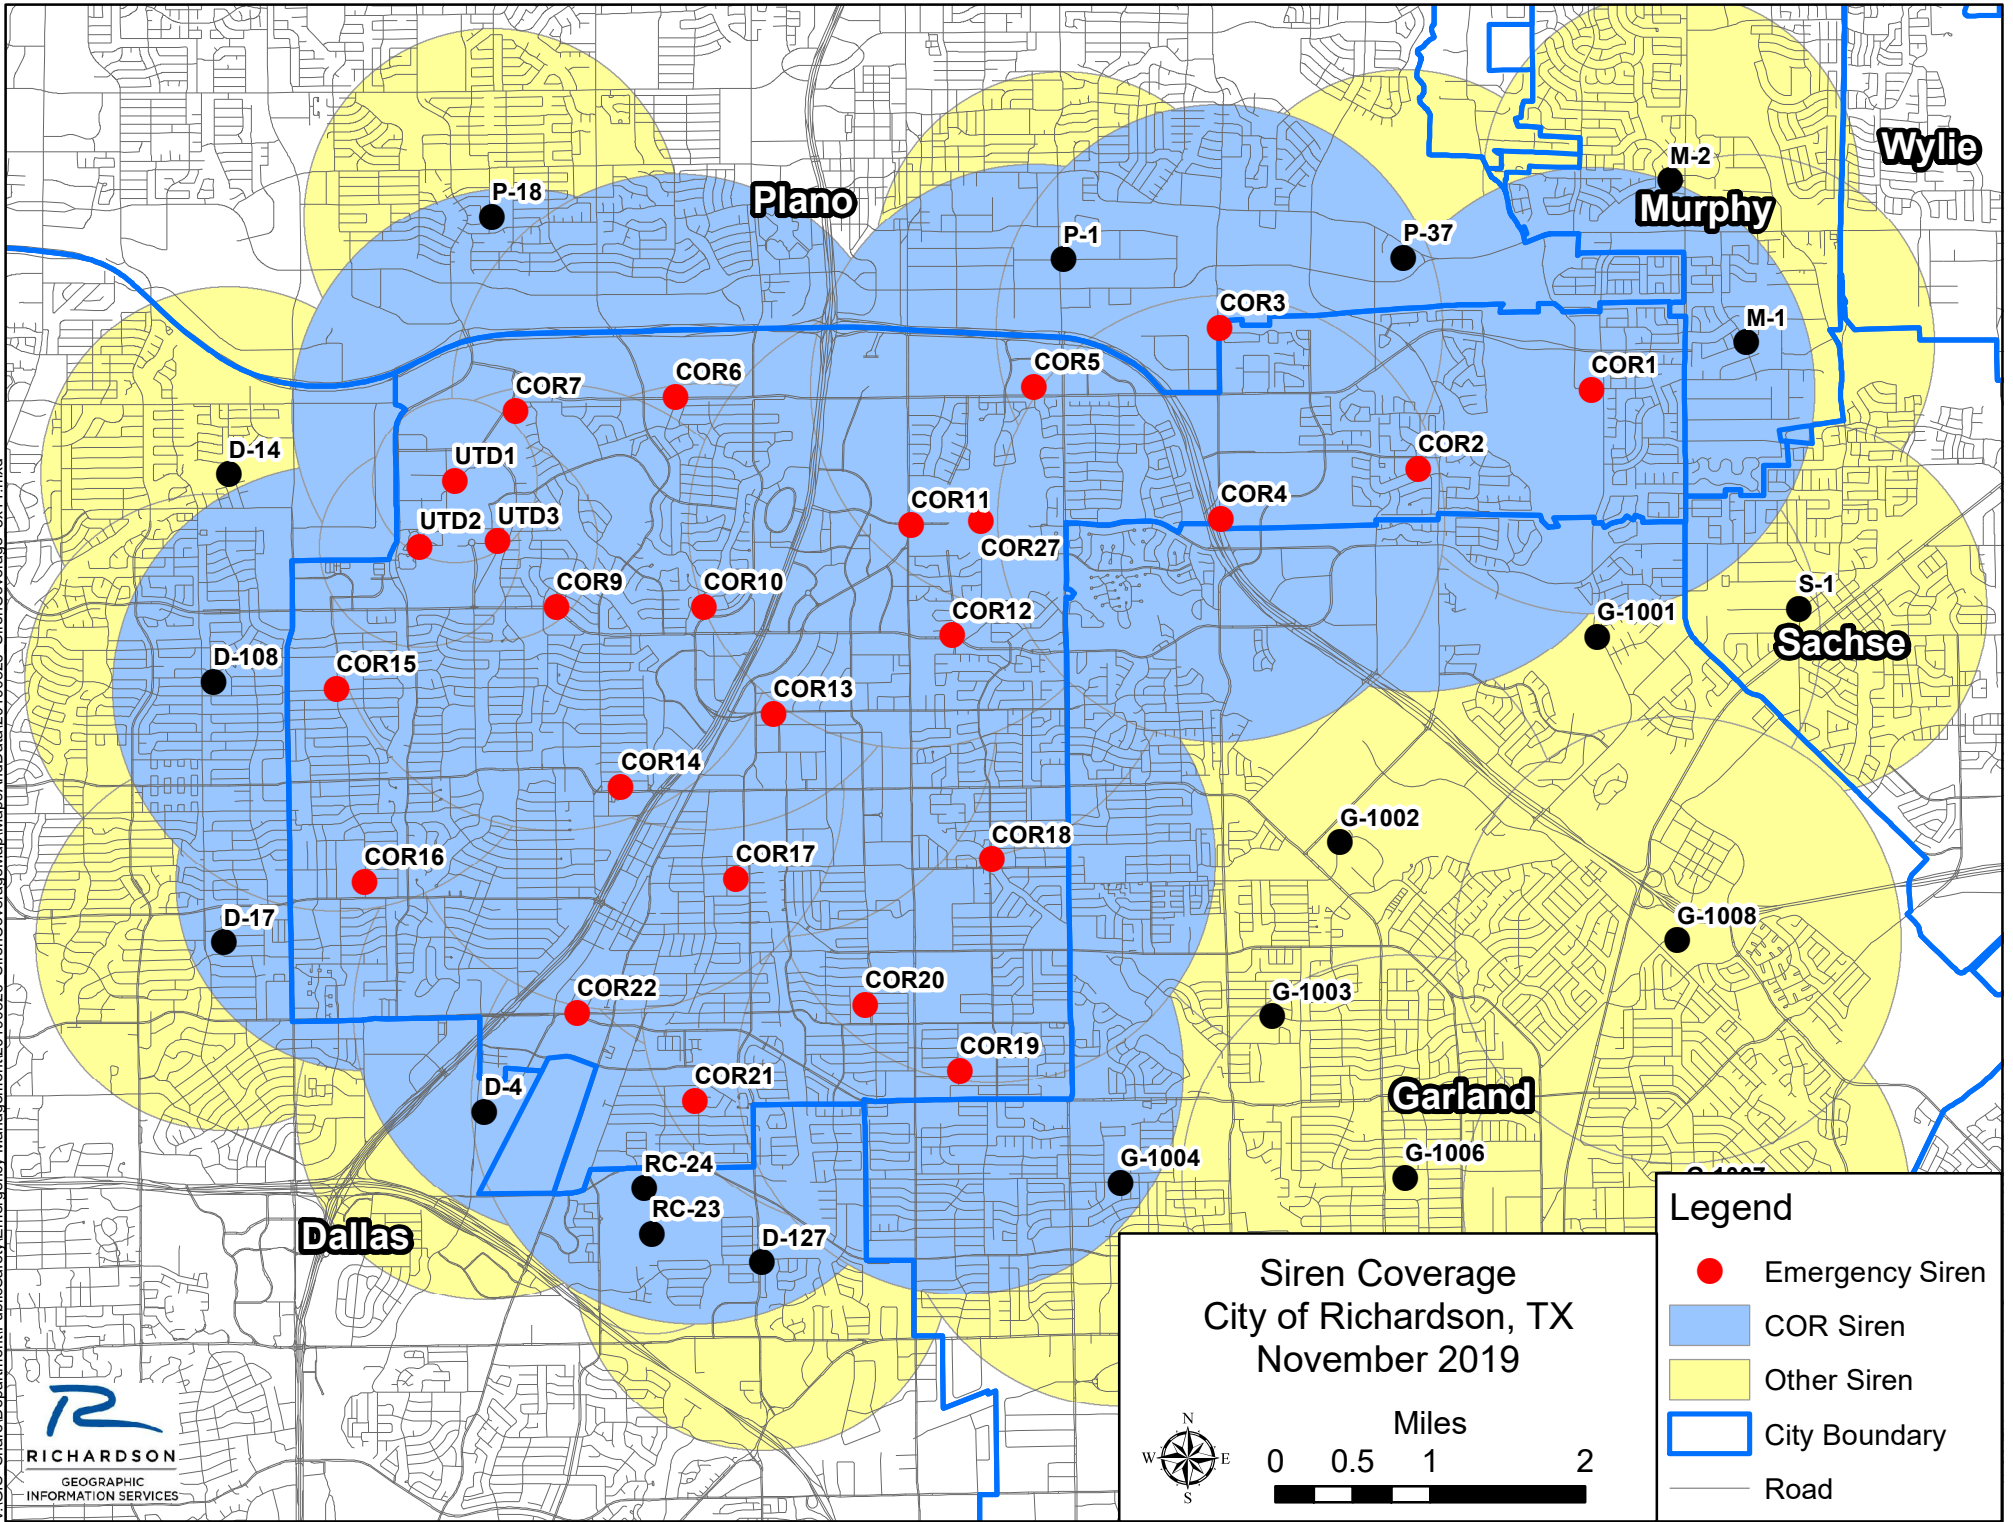 Wylie
M-2
Murphy
P-18
Plano
P-1
P-37
COR3
M-1
COR5
COR1
COR6
COR7
COR2
D-14
UTD1
COR11
COR4
UTD2
UTD3
COR27
COR9
COR10
COR12
G-1001
S-1
Sachse
D-108
COR15
COR13
COR14
G-1002
COR18
COR16
COR17
D-17
G-1008
COR22
COR20
G-1003
COR19
COR21
D-4
Garland
RC-24
G-1004
G-1006
RC-23
Dallas
D-127
Siren Coverage
City of Richardson, TX
November 2019
Miles
0 0.5 1 2
N
W E
S
Legend
Emergency Siren
COR Siren
Other Siren
City Boundary
Road
RICHARDSON
GEOGRAPHIC
INFORMATION SERVICES